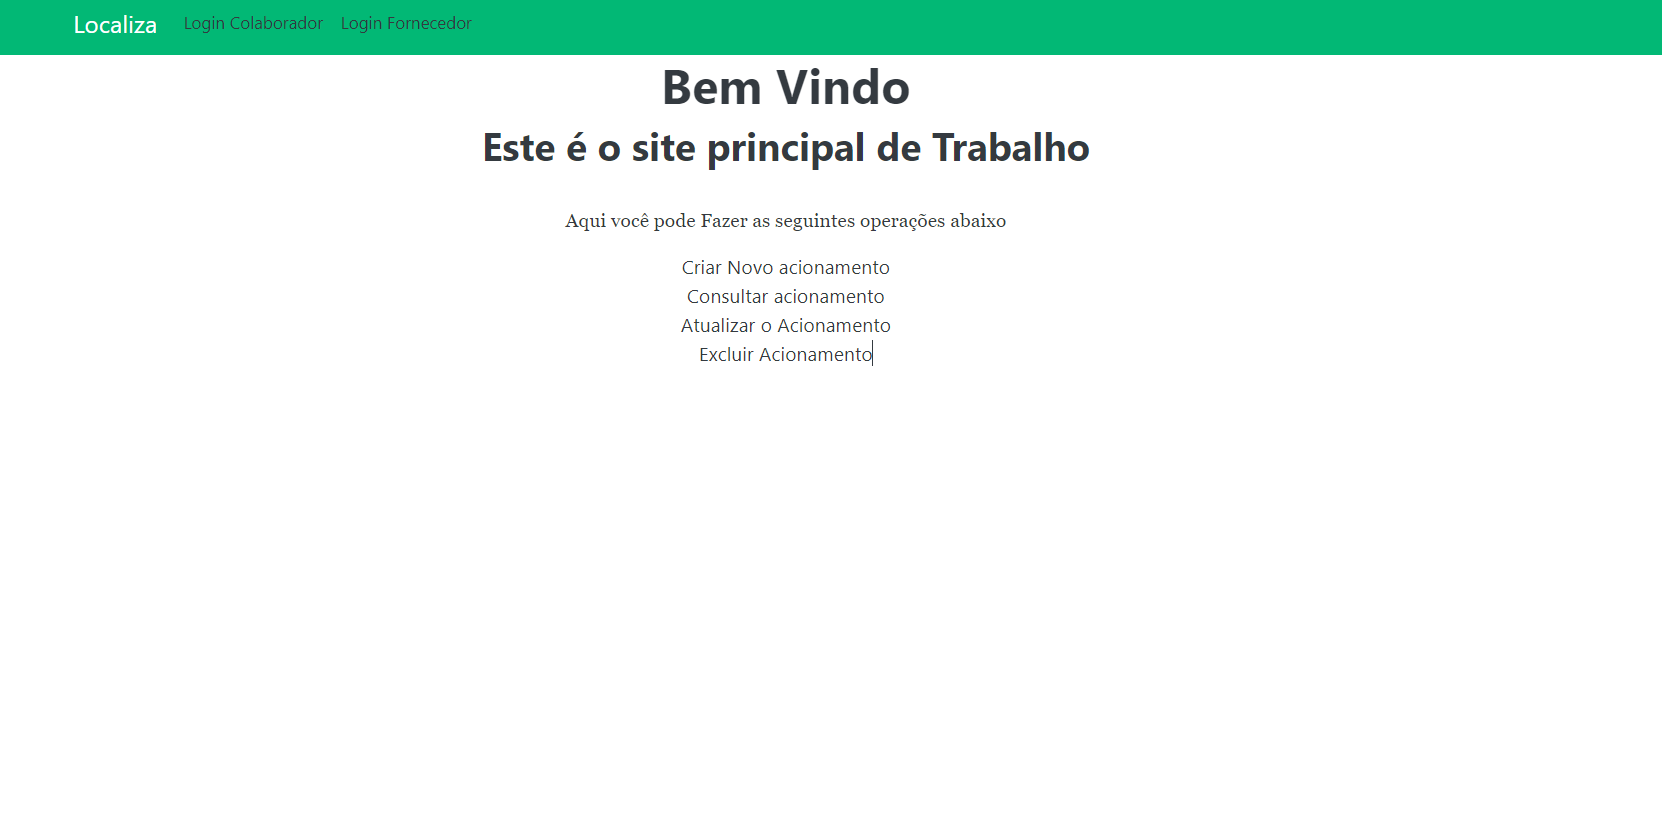 Localiza Login Colaborador Login Fornecedor
Bem Vindo
Este é o site principal de Trabalho
Aqui você pode Fazer as seguintes operações abaixo
Criar Novo acionamento
Consultar acionamento
Atualizar o Acionamento
Excluir Acionamento